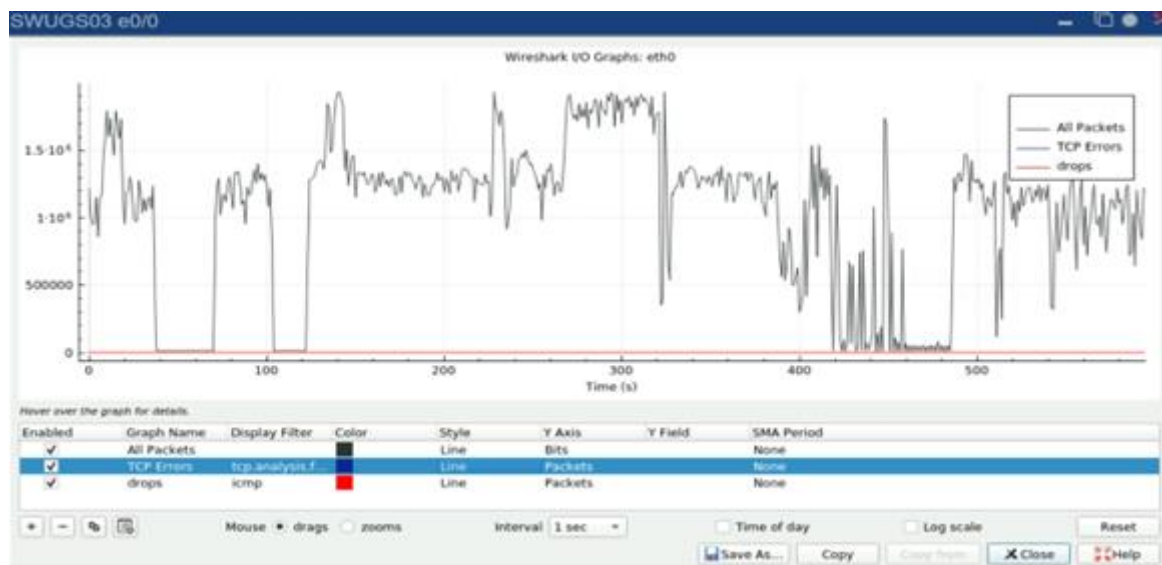 SWUGS03 e0/0
Wireshark I/O Graphs: eth0
All Packets
TCP Errors
drops
1.5·10⁶
1·10⁶
500000
0
0 100 200 300 400 500
Time (s)
Hover over the graph for details.
Enabled Graph Name Display Filter Color Style Y Axis Y Field SMA Period
All Packets Line Bits None
TCP Errors tcp.analysis.f... Line Packets None
drops icmp Line Packets None
+ − Mouse drags zooms Interval 1 sec Time of day Log scale Reset
Save As... Copy Copy from Close Help